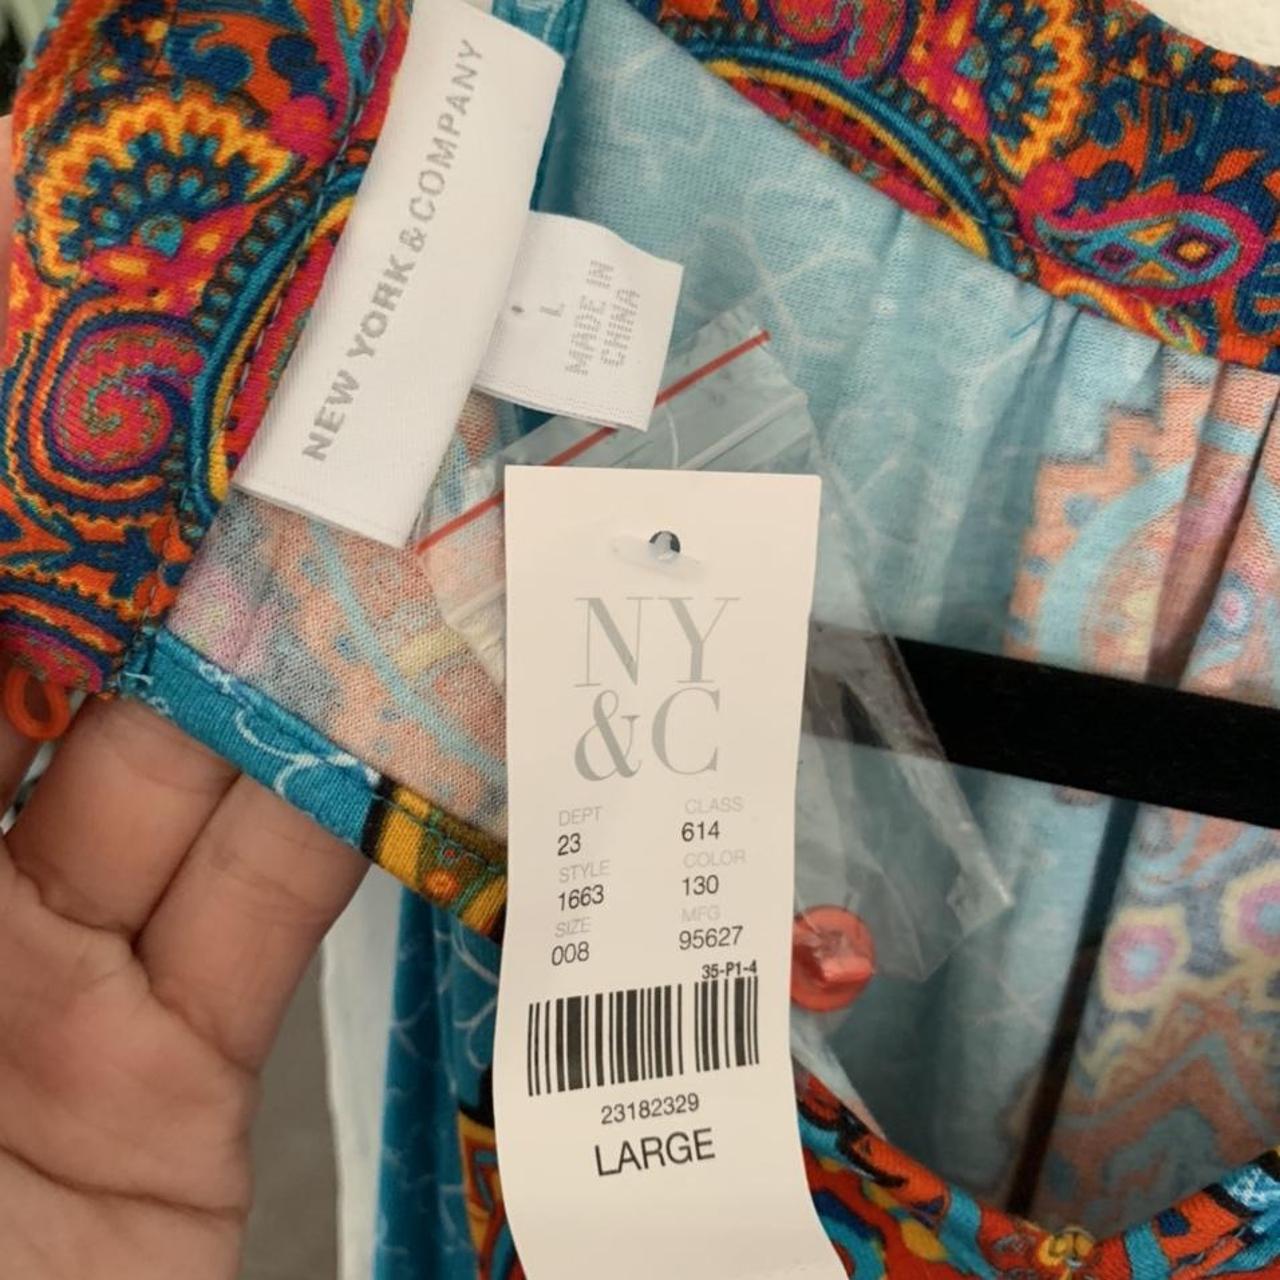 NEW YORK & COMPANY
L
MADE IN
CHINA
NY
&C
DEPT CLASS
23 614
STYLE COLOR
1663 130
SIZE MFG
008 95627
35-P1-4
23182329
LARGE